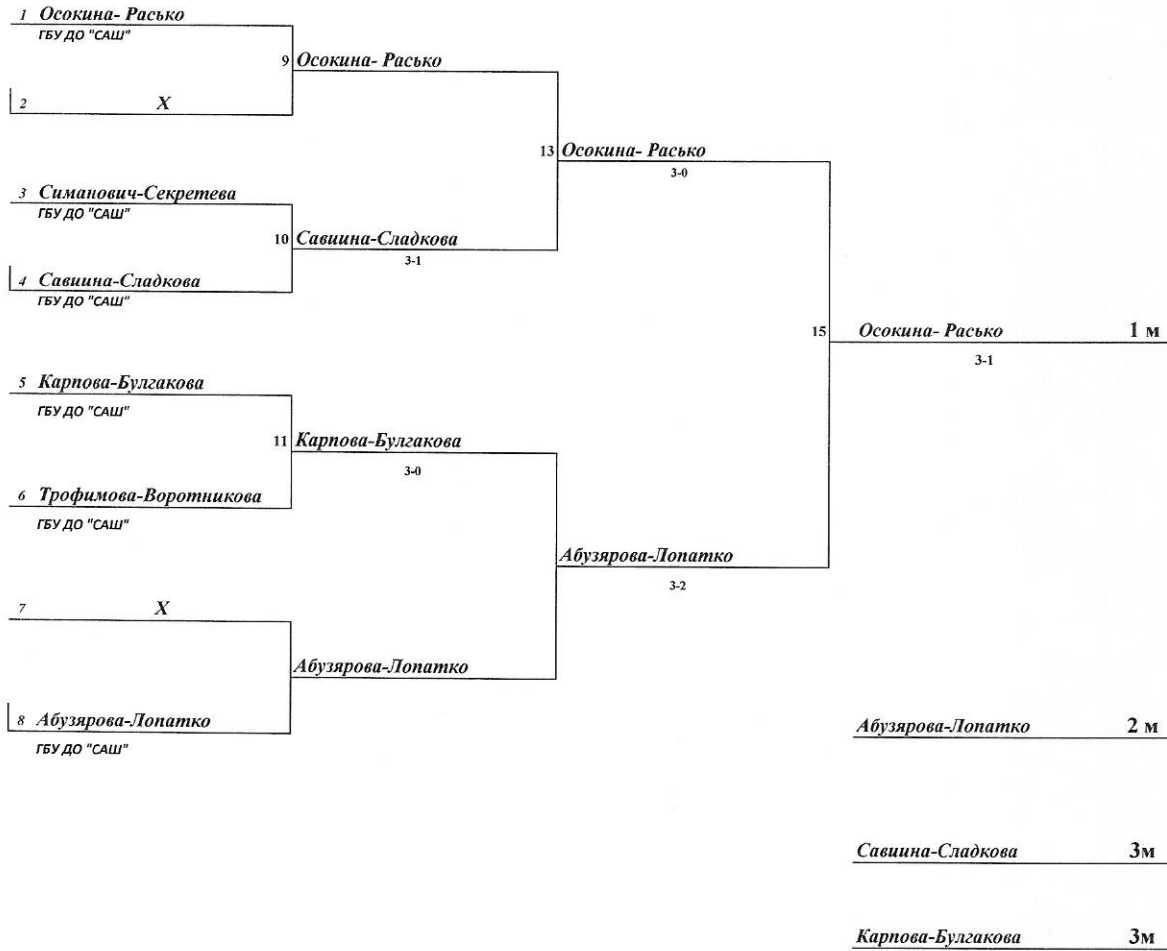 1 Осокина- Расько
ГБУ ДО "САШ"
9 Осокина- Расько
2 X
13 Осокина- Расько
3-0
3 Симанович-Секретева
ГБУ ДО "САШ"
10 Савиина-Сладкова
3-1
4 Савиина-Сладкова
ГБУ ДО "САШ"
15 Осокина- Расько 1 м
3-1
5 Карпова-Булгакова
ГБУ ДО "САШ"
11 Карпова-Булгакова
3-0
6 Трофимова-Воротникова
ГБУ ДО "САШ"
Абузярова-Лопатко
3-2
7 X
Абузярова-Лопатко
8 Абузярова-Лопатко
ГБУ ДО "САШ"
Абузярова-Лопатко 2 м
Савиина-Сладкова 3м
Карпова-Булгакова 3м